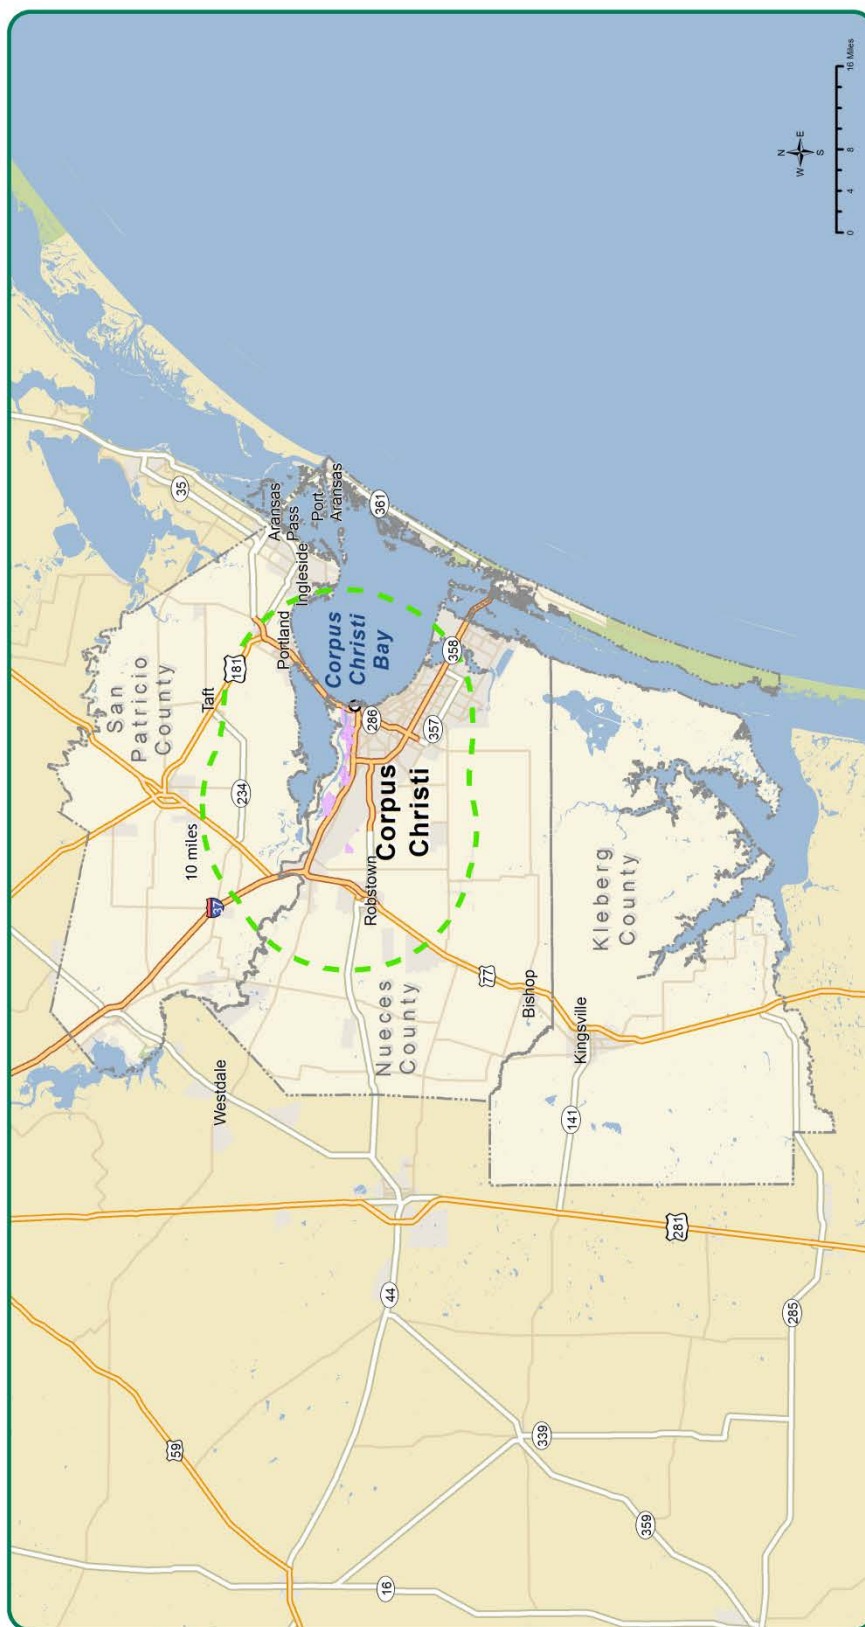 San
Patricio
County
35
181
Taft
234
10 miles
37
Portland
Ingleside
Aransas
Pass
Port
Aransas
361
Corpus
Christi
Bay
286
358
357
Corpus
Christi
Robstown
Nueces
County
Westdale
77
Bishop
Kingsville
Kleberg
County
141
281
44
59
285
339
359
16
N
W E
S
0 4 8 16 Miles